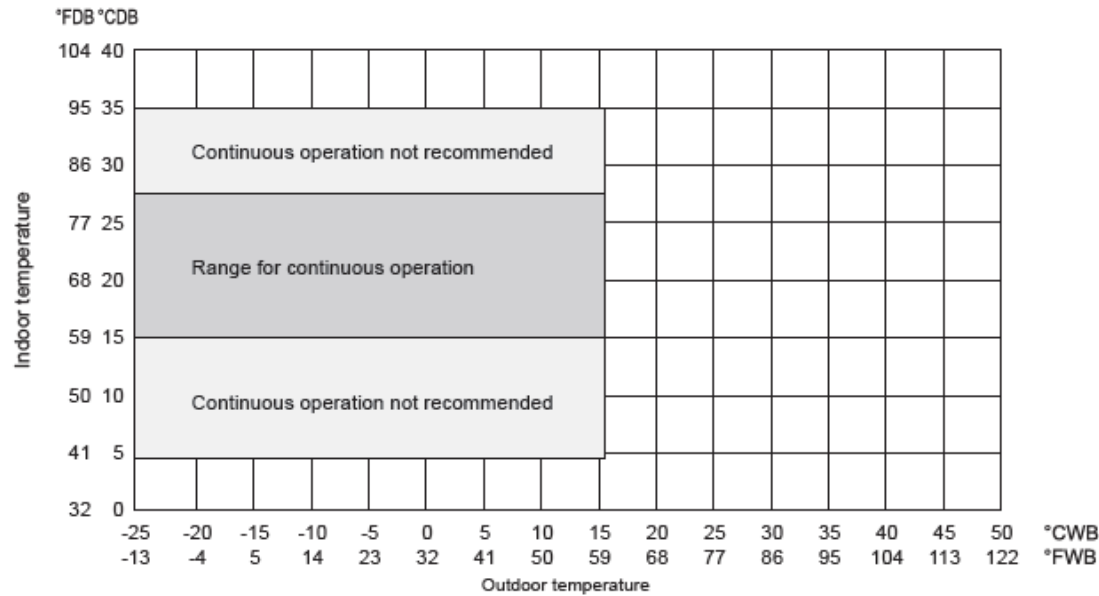 °FDB °CDB
104 40
95 35
Continuous operation not recommended
86 30
77 25
Range for continuous operation
68 20
59 15
Continuous operation not recommended
50 10
41 5
32 0
Indoor temperature
-25 -20 -15 -10 -5 0 5 10 15 20 25 30 35 40 45 50 °CWB
-13 -4 5 14 23 32 41 50 59 68 77 86 95 104 113 122 °FWB
Outdoor temperature